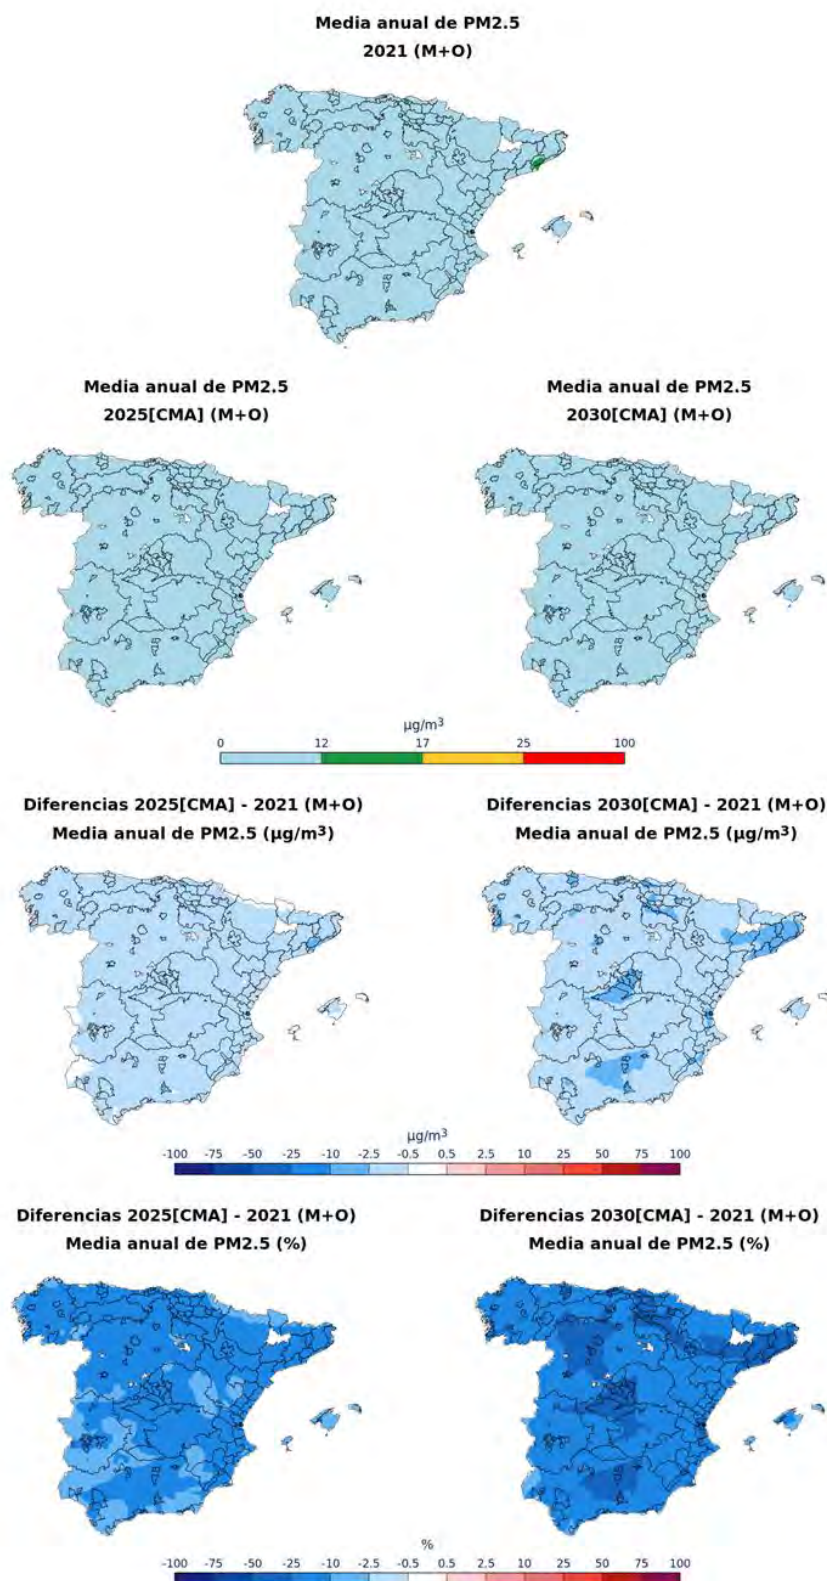 Media anual de PM2.5
2021 (M+O)
Media anual de PM2.5
2025[CMA] (M+O)
Media anual de PM2.5
2030[CMA] (M+O)
µg/m³
0 12 17 25 100
Diferencias 2025[CMA] - 2021 (M+O)
Media anual de PM2.5 (µg/m³)
Diferencias 2030[CMA] - 2021 (M+O)
Media anual de PM2.5 (µg/m³)
µg/m³
-100 -75 -50 -25 -10 -2.5 -0.5 0.5 2.5 10 25 50 75 100
Diferencias 2025[CMA] - 2021 (M+O)
Media anual de PM2.5 (%)
Diferencias 2030[CMA] - 2021 (M+O)
Media anual de PM2.5 (%)
%
-100 -75 -50 -25 -10 -2.5 -0.5 0.5 2.5 10 25 50 75 100